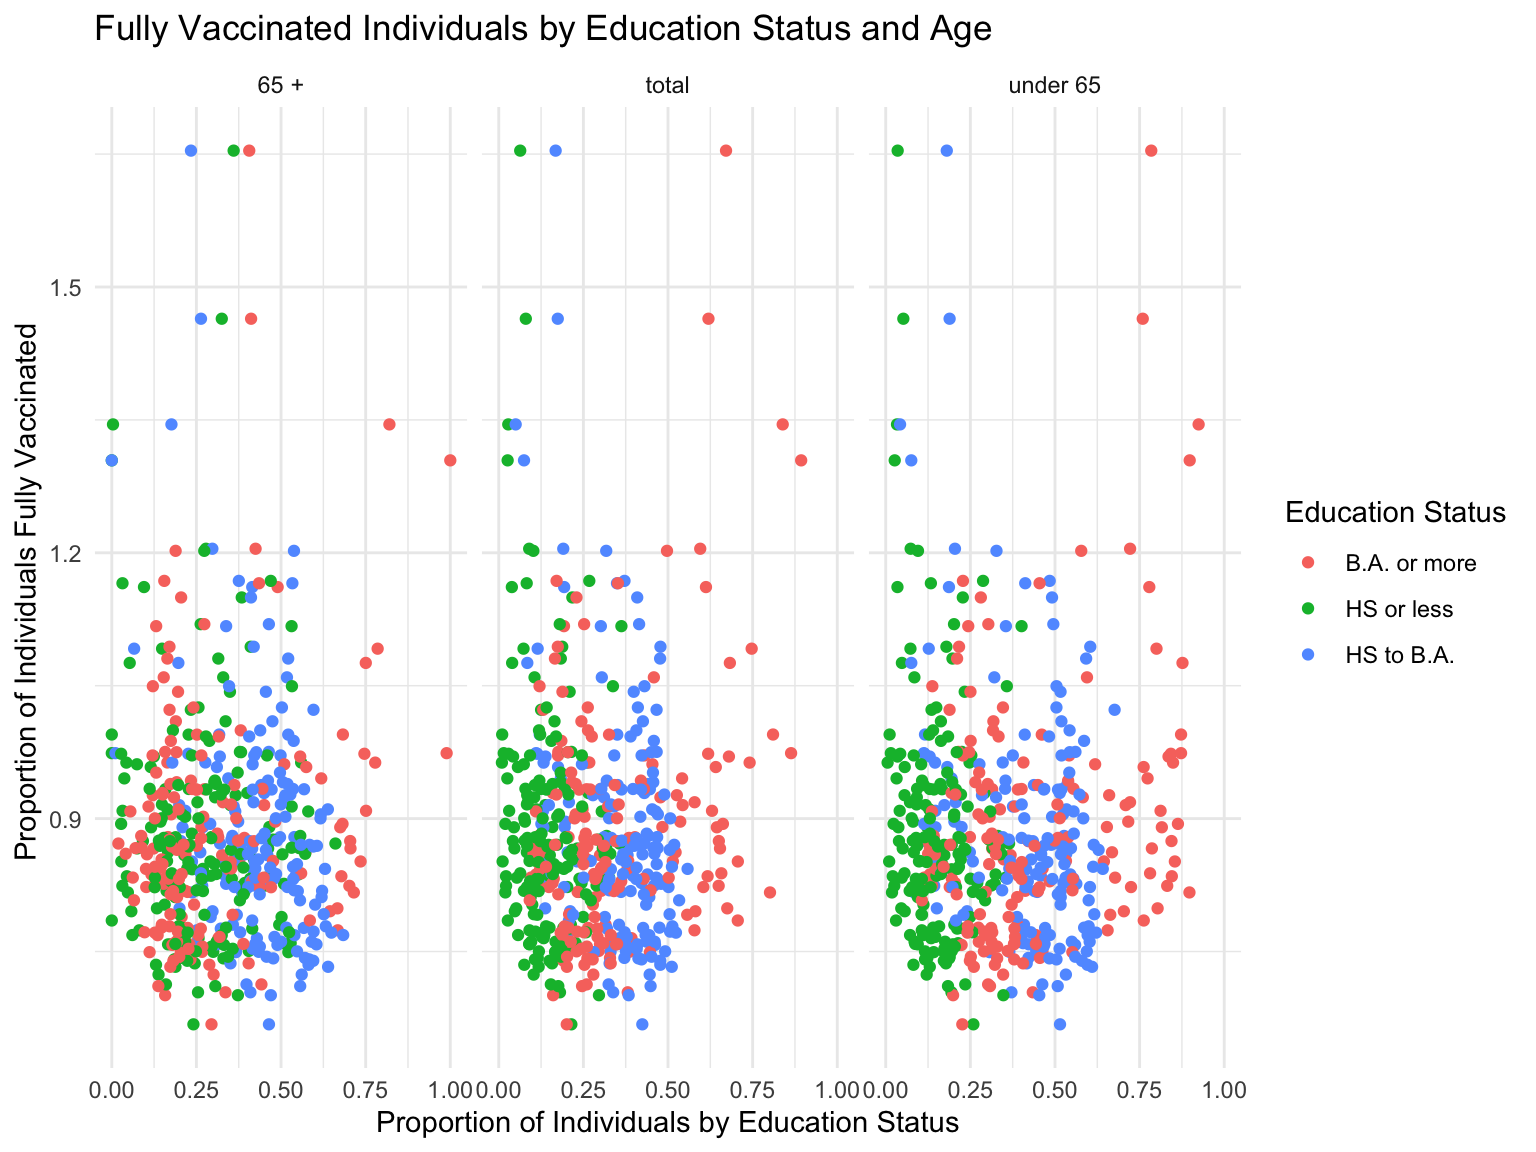 Fully Vaccinated Individuals by Education Status and Age
65 +
total
under 65
Proportion of Individuals Fully Vaccinated
1.5
1.2
0.9
0.00 0.25 0.50 0.75 1.00
0.00 0.25 0.50 0.75 1.00
0.00 0.25 0.50 0.75 1.00
Proportion of Individuals by Education Status
Education Status
B.A. or more
HS or less
HS to B.A.